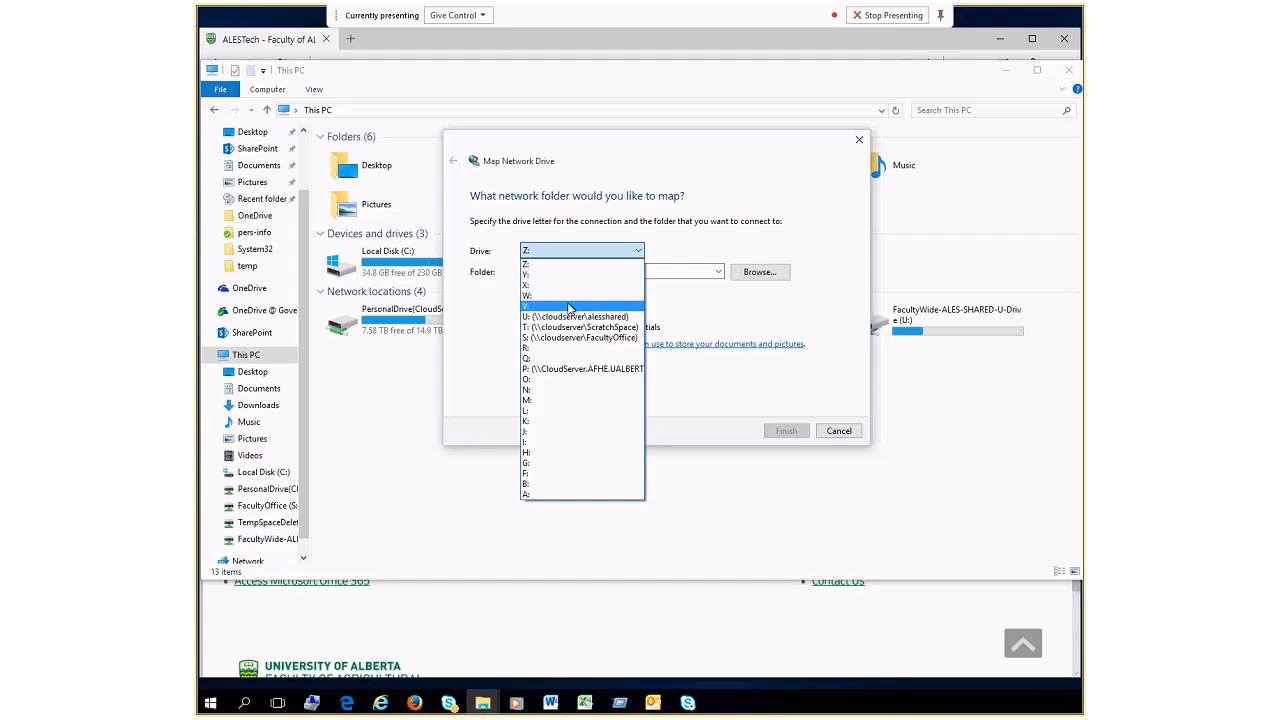 Currently presenting Give Control Stop Presenting
ALESTech - Faculty of AL
This PC
File Computer View
This PC Search This PC
Desktop
SharePoint
Documents
Pictures
Recent folder
OneDrive
pers-info
System32
temp
OneDrive
OneDrive @ Gove
SharePoint
This PC
Desktop
Documents
Downloads
Music
Pictures
Videos
Local Disk (C:)
PersonalDrive(Cl
FacultyOffice (S:
TempSpaceDelet
FacultyWide-ALI
Network
13 items
Folders (6)
Desktop
Pictures
Music
Devices and drives (3)
Local Disk (C:)
34.8 GB free of 230 GB
Network locations (4)
PersonalDrive(CloudS
7.58 TB free of 14.9 TB
FacultyWide-ALES-SHARED-U-Driv
e (U:)
Map Network Drive
What network folder would you like to map?
Specify the drive letter for the connection and the folder that you want to connect to:
Drive: Z:
Folder: Browse...
Z:
Y:
X:
W:
V:
U: (\\cloudserver\alesshared)
T: (\\cloudserver\ScratchSpace)
S: (\\cloudserver\FacultyOffice)
R:
Q:
P: (\\CloudServer.AFHE.UALBERT
O:
N:
M:
L:
K:
J:
I:
H:
G:
F:
B:
A:
tials
n use to store your documents and pictures.
Finish Cancel
Access Microsoft Office 365
Contact Us
UNIVERSITY OF ALBERTA